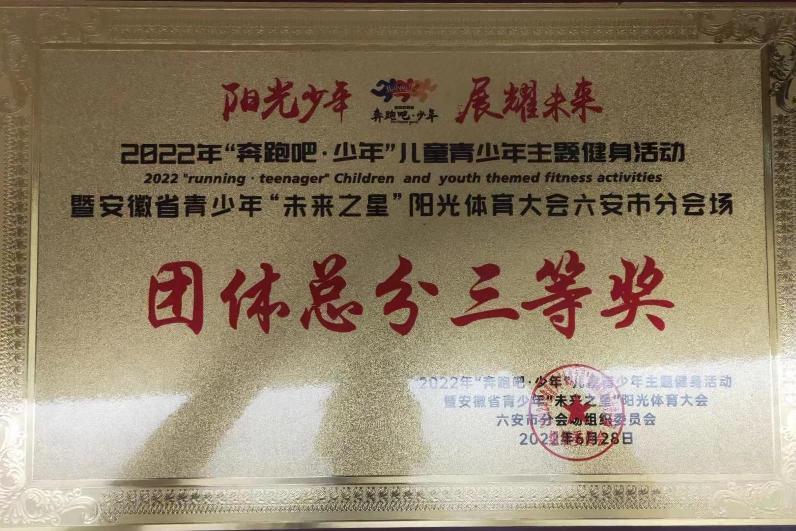 阳光少年 奔跑吧·少年 展耀未来
2022年“奔跑吧·少年”儿童青少年主题健身活动
2022 "running · teenager" Children and youth themed fitness activities
暨安徽省青少年“未来之星”阳光体育大会六安市分会场
团体总分三等奖
2022年“奔跑吧·少年”儿童青少年主题健身活动
暨安徽省青少年“未来之星”阳光体育大会
六安市分会场组织委员会
2022年6月28日